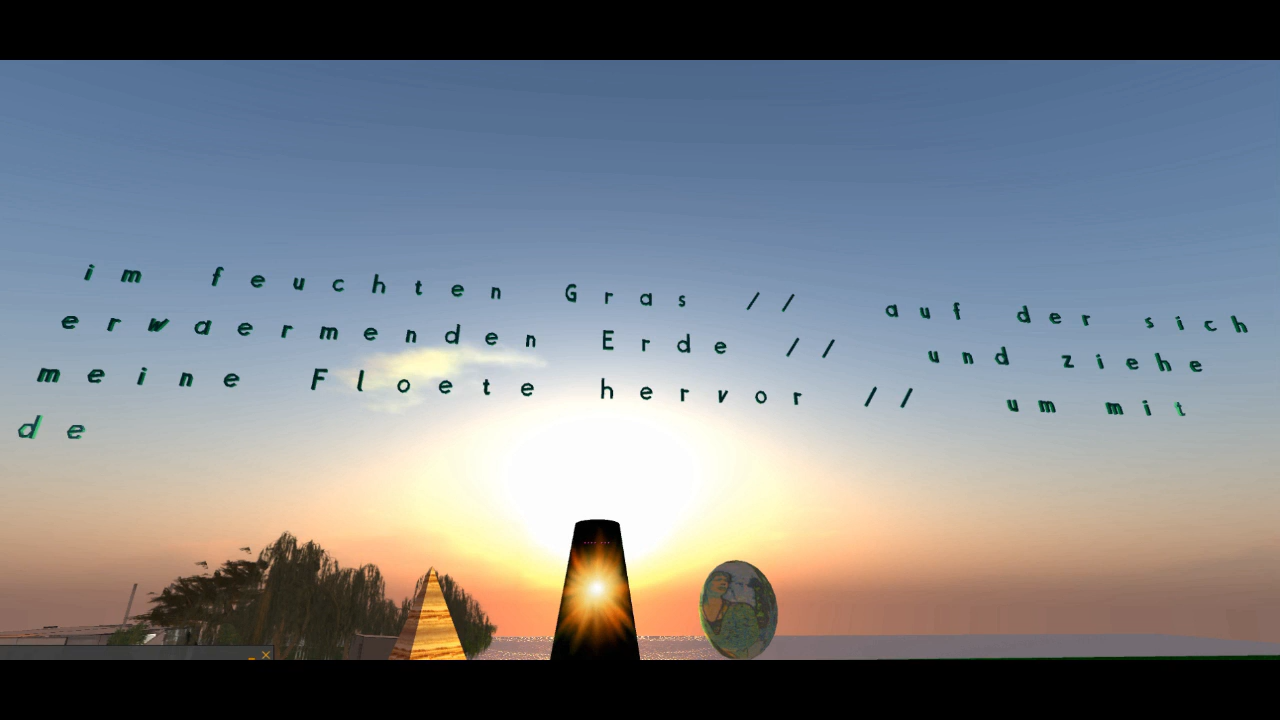 im feuchten Gras // auf der sich
erwaermenden Erde // und ziehe
meine Floete hervor // um mit
de